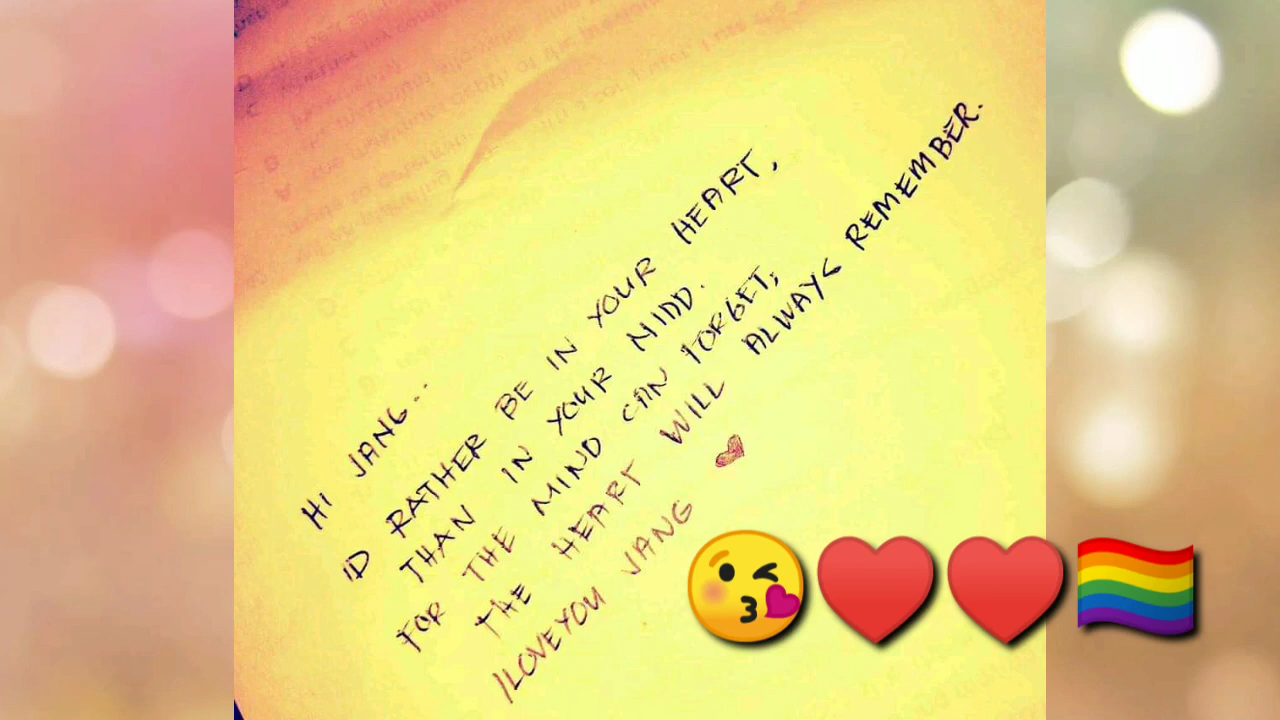 HI JANG..
ID RATHER BE IN YOUR HEART,
THAN IN YOUR MIDD.
FOR THE MIND CAN FORGET,
THE HEART WILL ALWAYS REMEMBER.
ILOVEYOU JANG